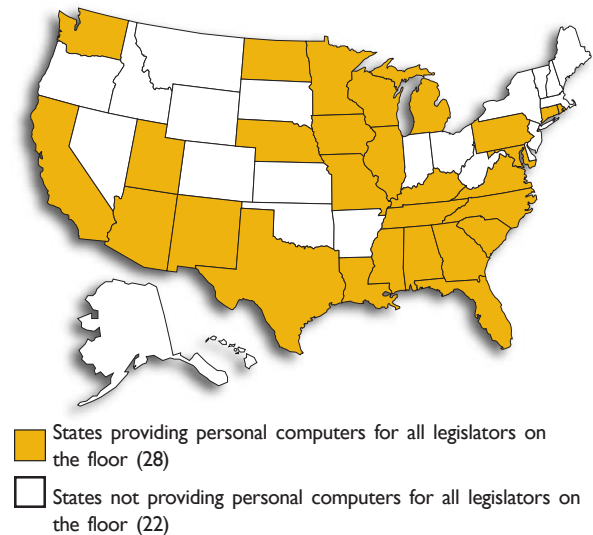 States providing personal computers for all legislators on
the floor (28)
States not providing personal computers for all legislators on
the floor (22)